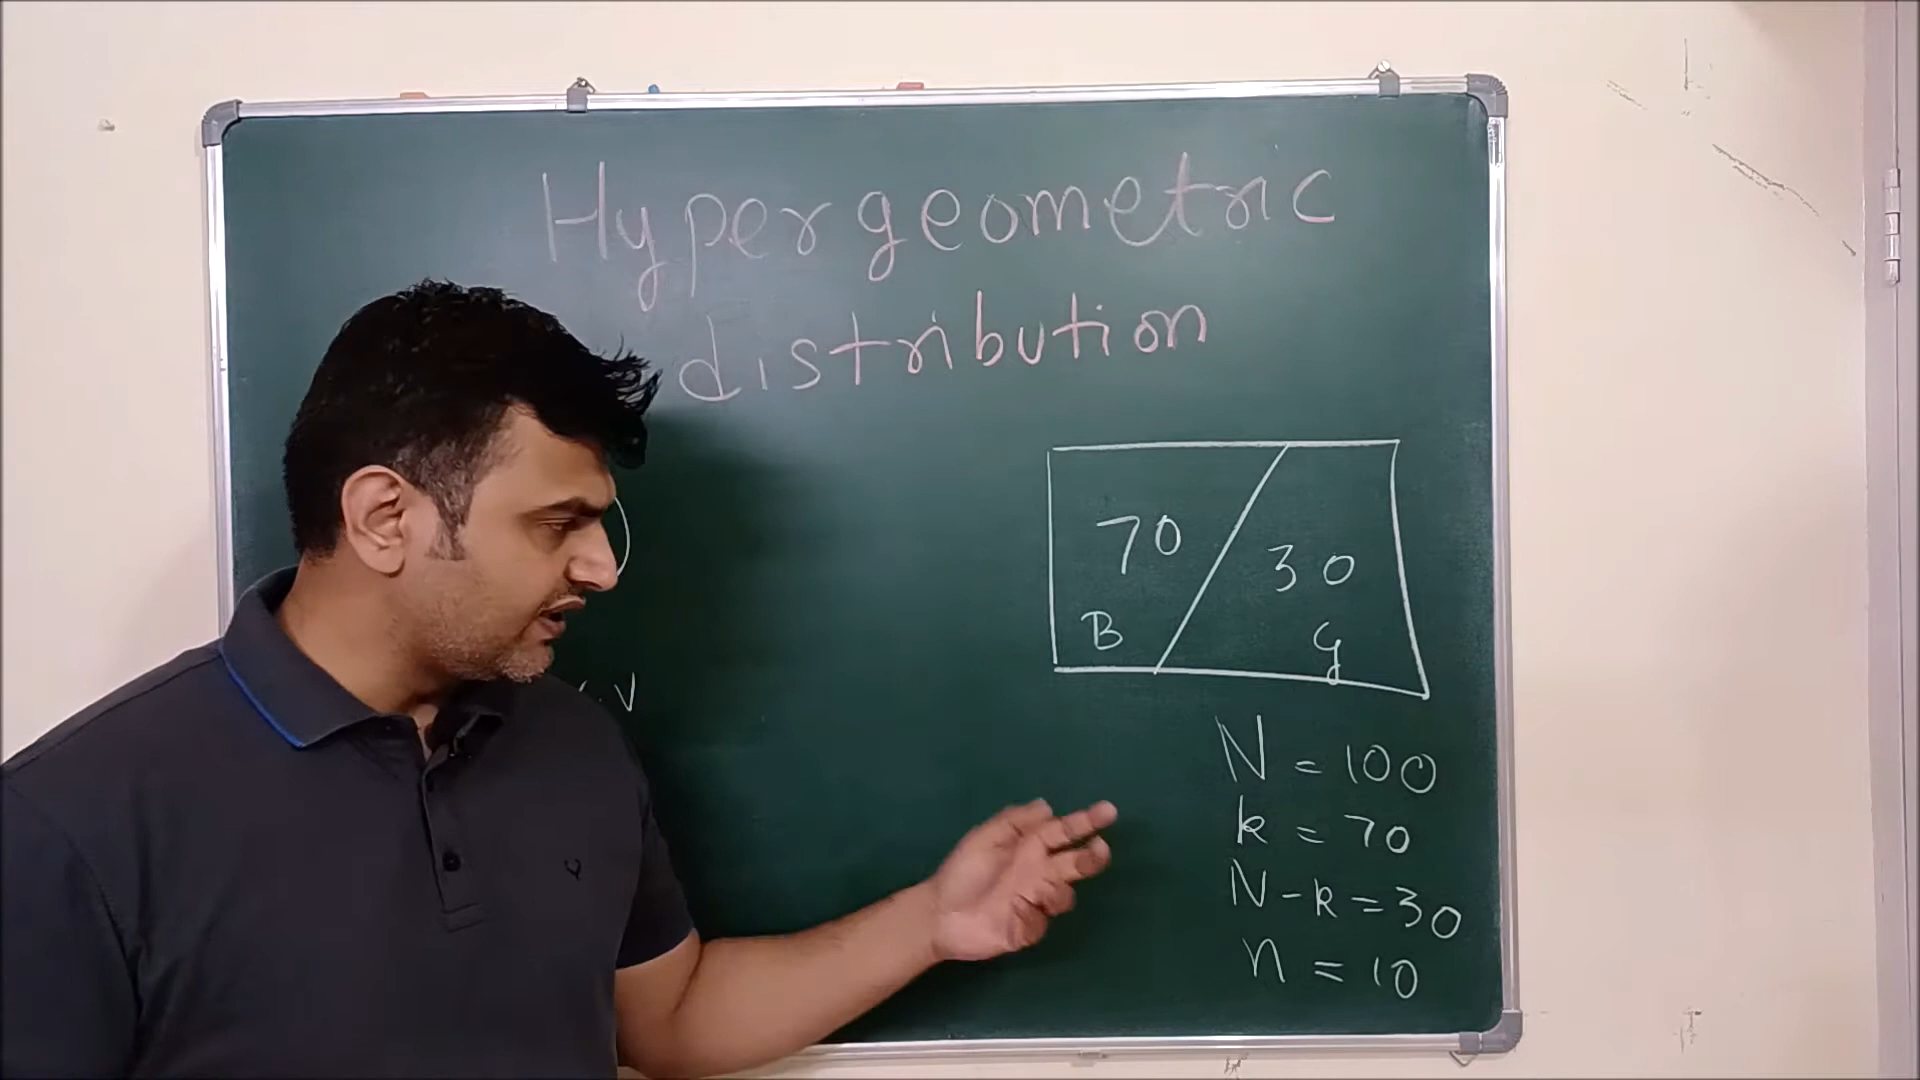 Hypergeometric
distribution
70
30
B
G
N = 100
k = 70
N - k = 30
n = 10